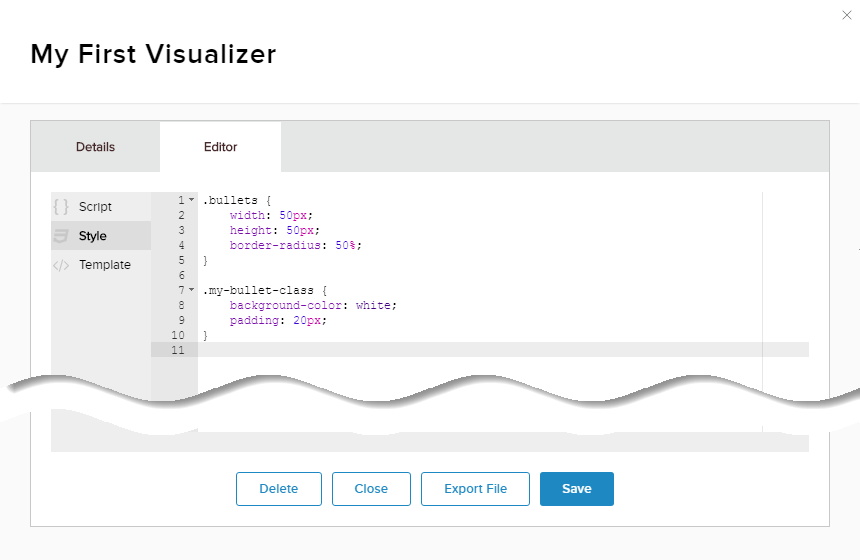 My First Visualizer
Details
Editor
{ } Script
Style
</> Template
1 .bullets {
2     width: 50px;
3     height: 50px;
4     border-radius: 50%;
5 }
6
7 .my-bullet-class {
8     background-color: white;
9     padding: 20px;
10 }
11
Delete
Close
Export File
Save